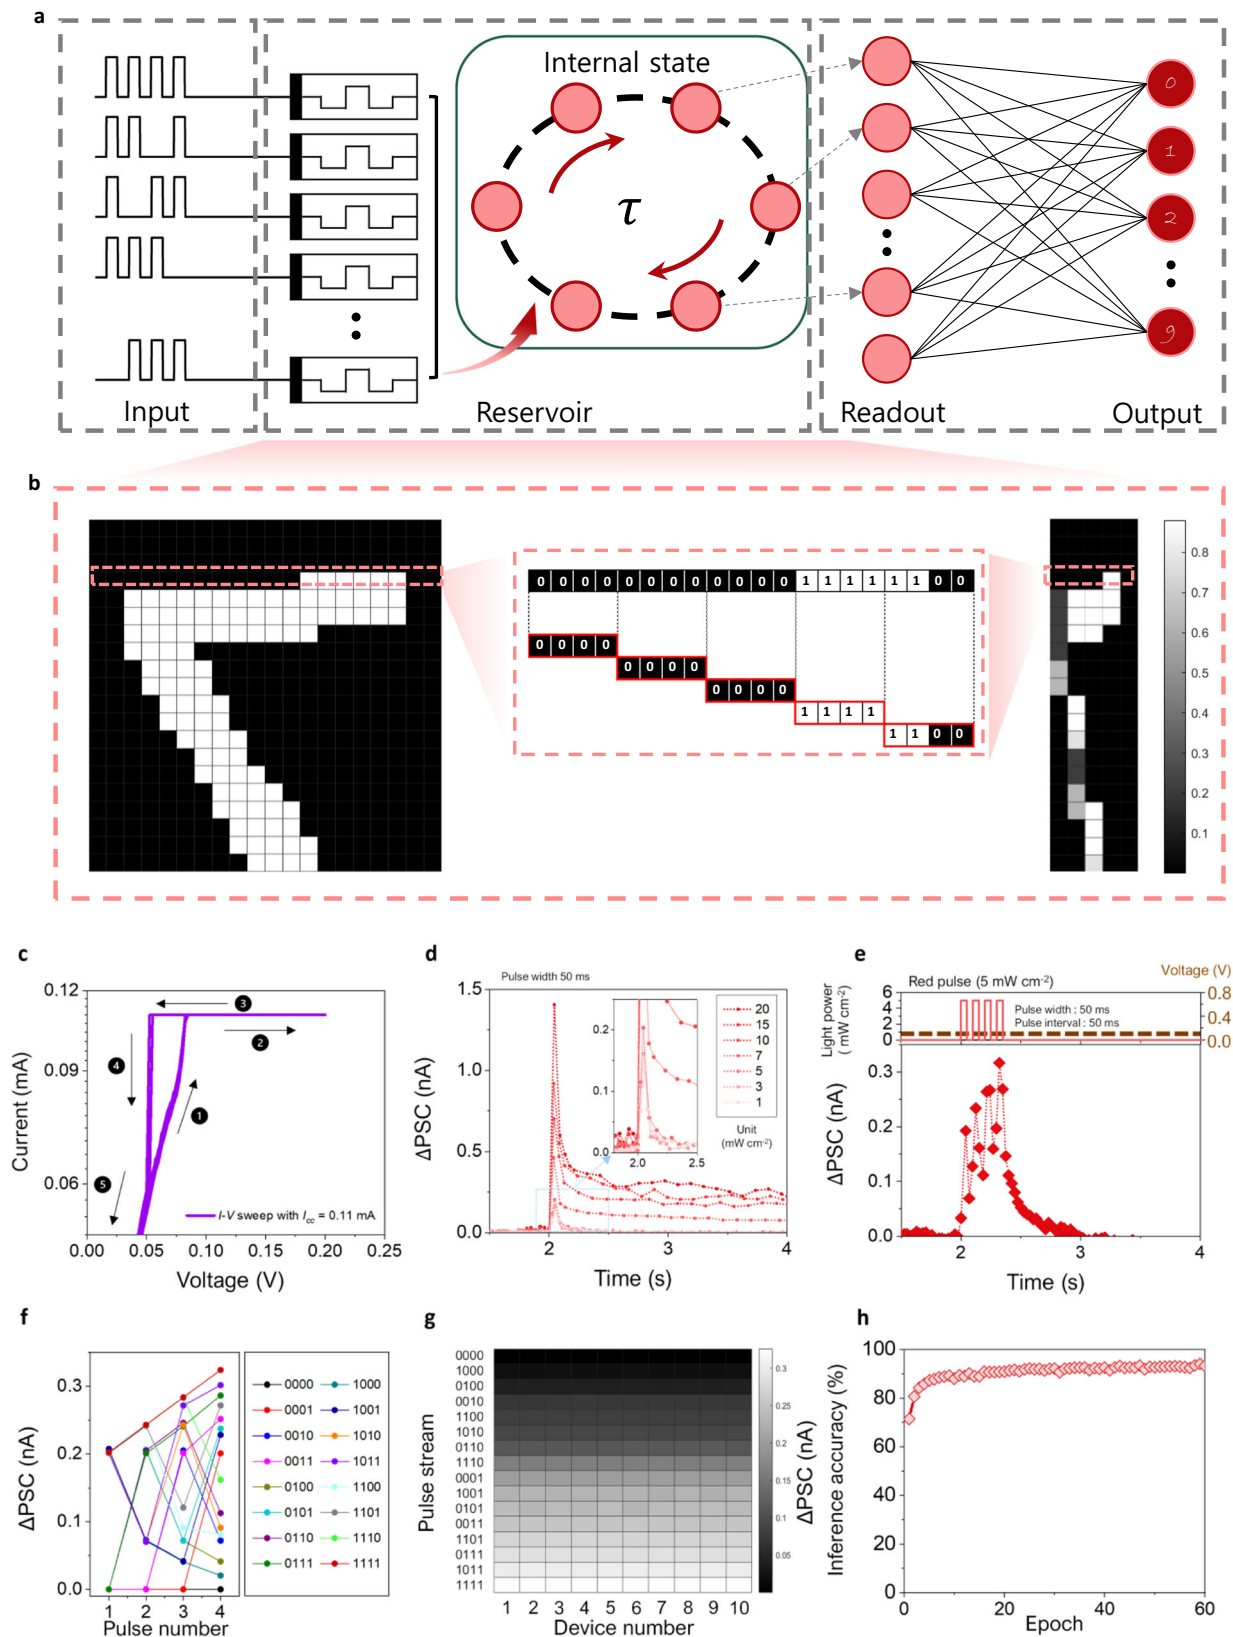 a
Internal state
τ
0
1
2
9
Input
Reservoir
Readout
Output
b
0 0 0 0 0 0 0 0 0 0 0 0 1 1 1 1 1 1 0 0
0 0 0 0
0 0 0 0
0 0 0 0
1 1 1 1
1 1 0 0
0.8
0.7
0.6
0.5
0.4
0.3
0.2
0.1
c
Current (mA)
0.12
0.09
0.06
3
2
4
1
5
I-V sweep with Icc = 0.11 mA
0.00 0.05 0.10 0.15 0.20 0.25
Voltage (V)
d
Pulse width 50 ms
ΔPSC (nA)
1.5
1.2
0.9
0.6
0.3
0.0
0.2
0.1
0.0
2.0 2.5
20
15
10
7
5
3
1
Unit
(mW cm-2)
2 3 4
Time (s)
e
Voltage (V)
Red pulse (5 mW cm-2)
Light power
( mW cm-2)
6
4
2
0
Pulse width : 50 ms
Pulse interval : 50 ms
0.8
0.4
0.0
ΔPSC (nA)
0.3
0.2
0.1
0.0
2 3 4
Time (s)
f
ΔPSC (nA)
0.3
0.2
0.1
0.0
1 2 3 4
Pulse number
0000 1000
0001 1001
0010 1010
0011 1011
0100 1100
0101 1101
0110 1110
0111 1111
g
Pulse stream
0000
1000
0100
0010
1100
1010
0110
1110
0001
1001
0101
0011
1101
0111
1011
1111
1 2 3 4 5 6 7 8 9 10
Device number
0.3
0.25
0.2
0.15
0.1
0.05
ΔPSC (nA)
h
Inference accuracy (%)
100
80
60
40
20
0
0 20 40 60
Epoch